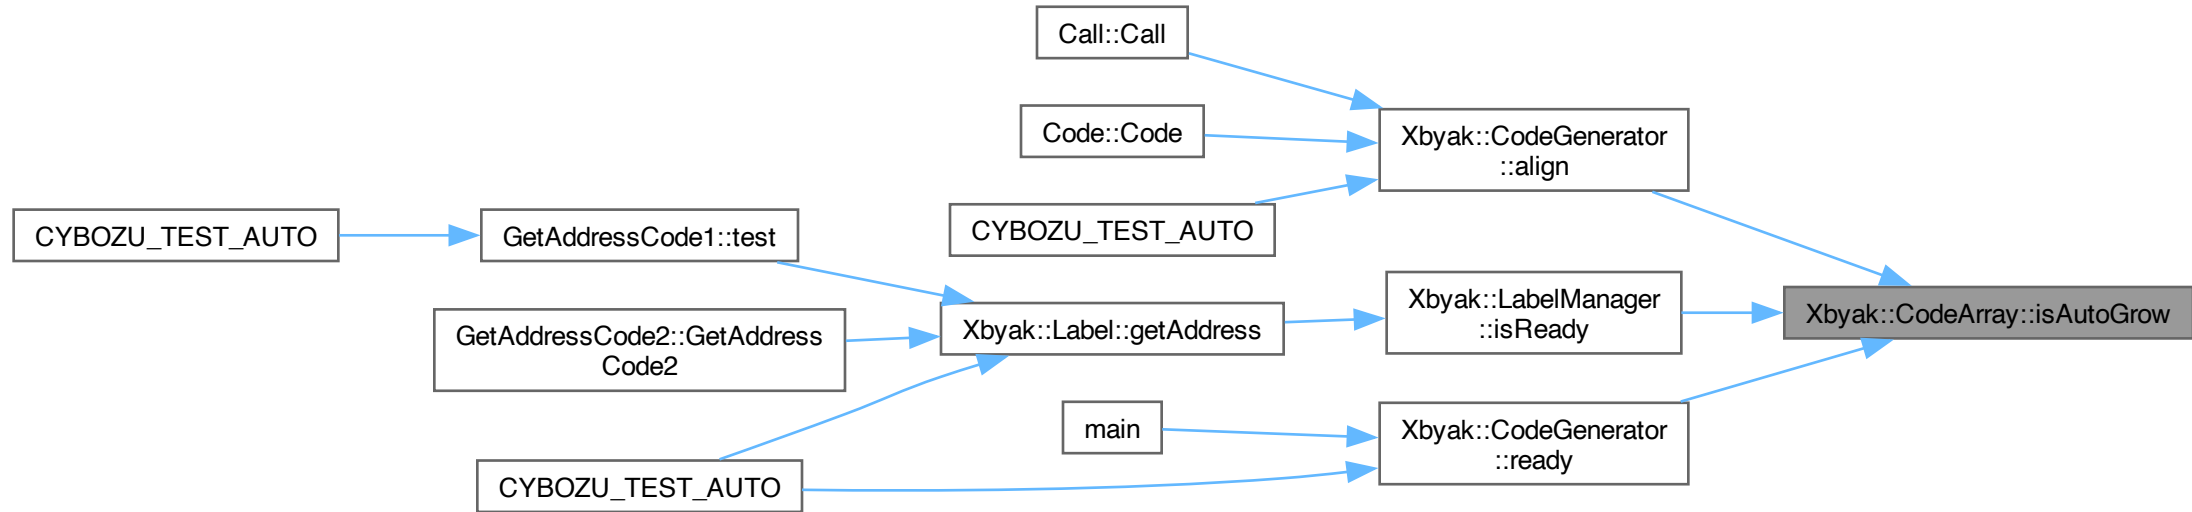 Call::Call
Code::Code
Xbyak::CodeGenerator
::align
CYBOZU_TEST_AUTO
CYBOZU_TEST_AUTO
GetAddressCode1::test
Xbyak::LabelManager
::isReady
Xbyak::CodeArray::isAutoGrow
GetAddressCode2::GetAddress
Code2
Xbyak::Label::getAddress
main
Xbyak::CodeGenerator
::ready
CYBOZU_TEST_AUTO